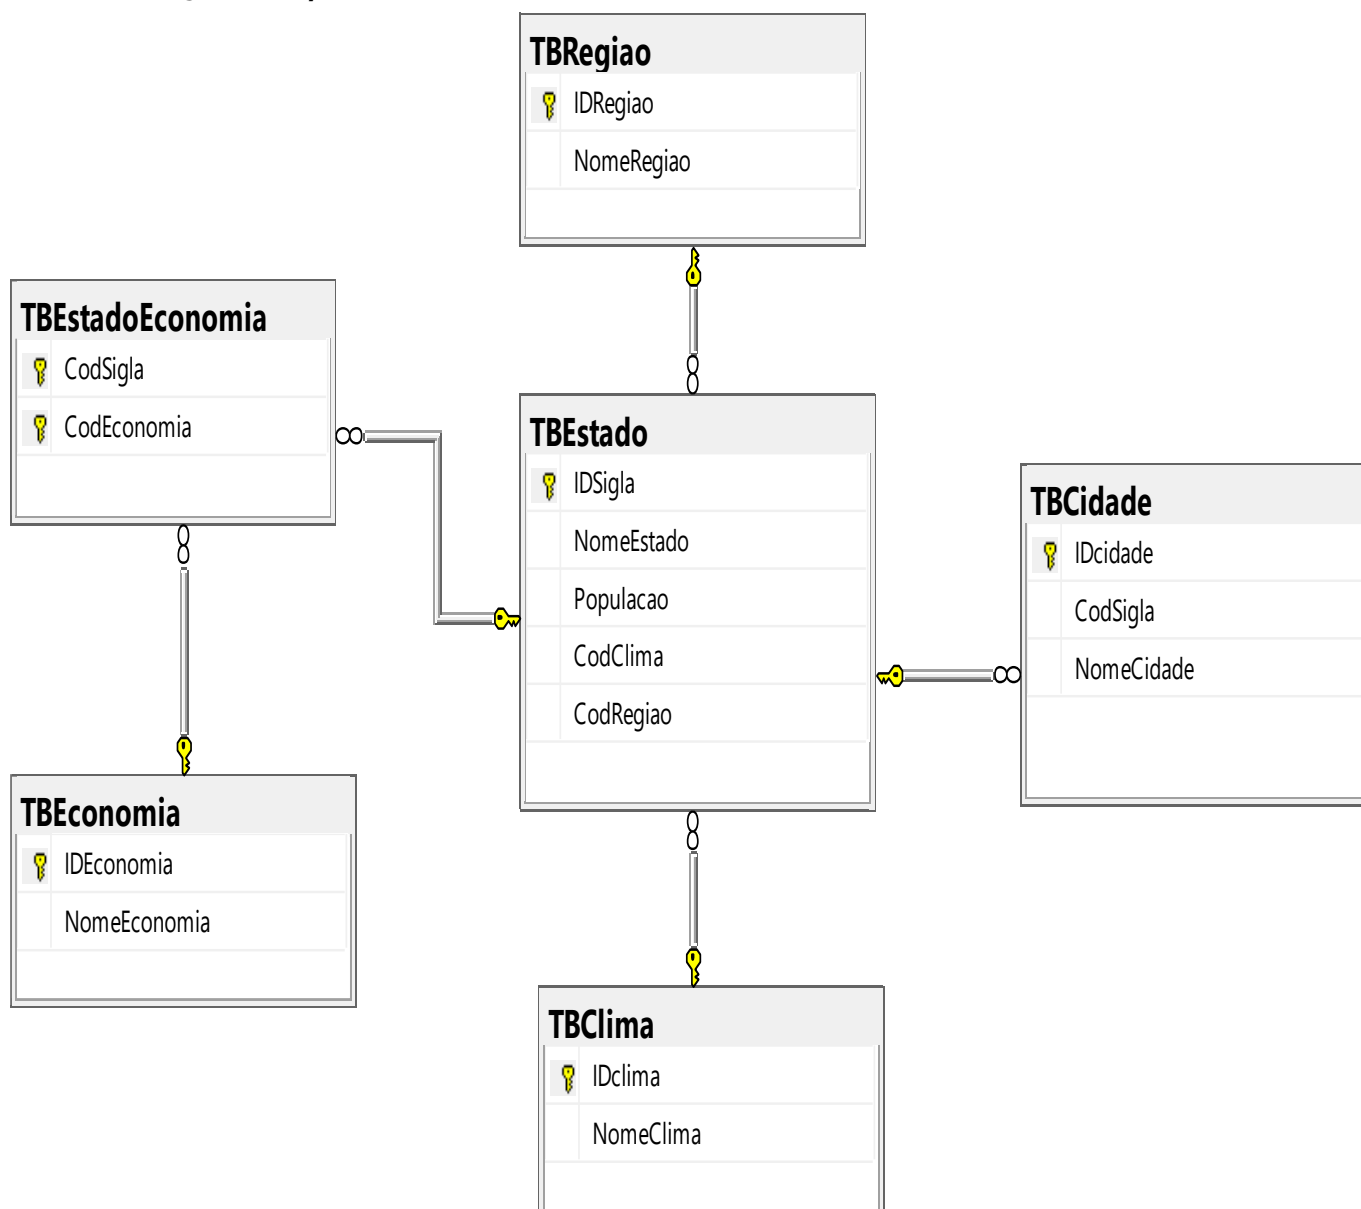 TBRegiao
IDRegiao
NomeRegiao
TBEstadoEconomia
CodSigla
CodEconomia
TBEstado
IDSigla
NomeEstado
Populacao
CodClima
CodRegiao
TBCidade
IDcidade
CodSigla
NomeCidade
TBEconomia
IDEconomia
NomeEconomia
TBClima
IDclima
NomeClima